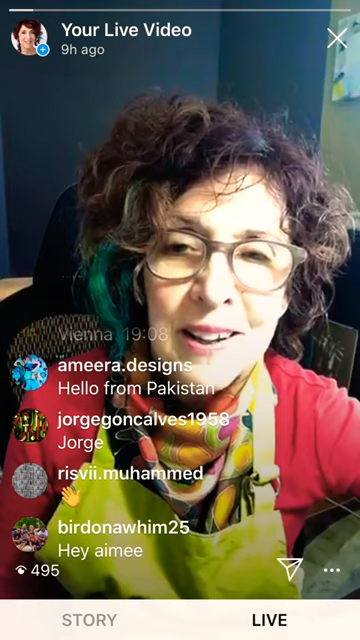 Your Live Video
9h ago
Vienna 19:08
ameera.designs
Hello from Pakistan
jorgegoncalves1958
Jorge
risvii.muhammed
👋
birdonawhim25
Hey aimee
495
STORY
LIVE